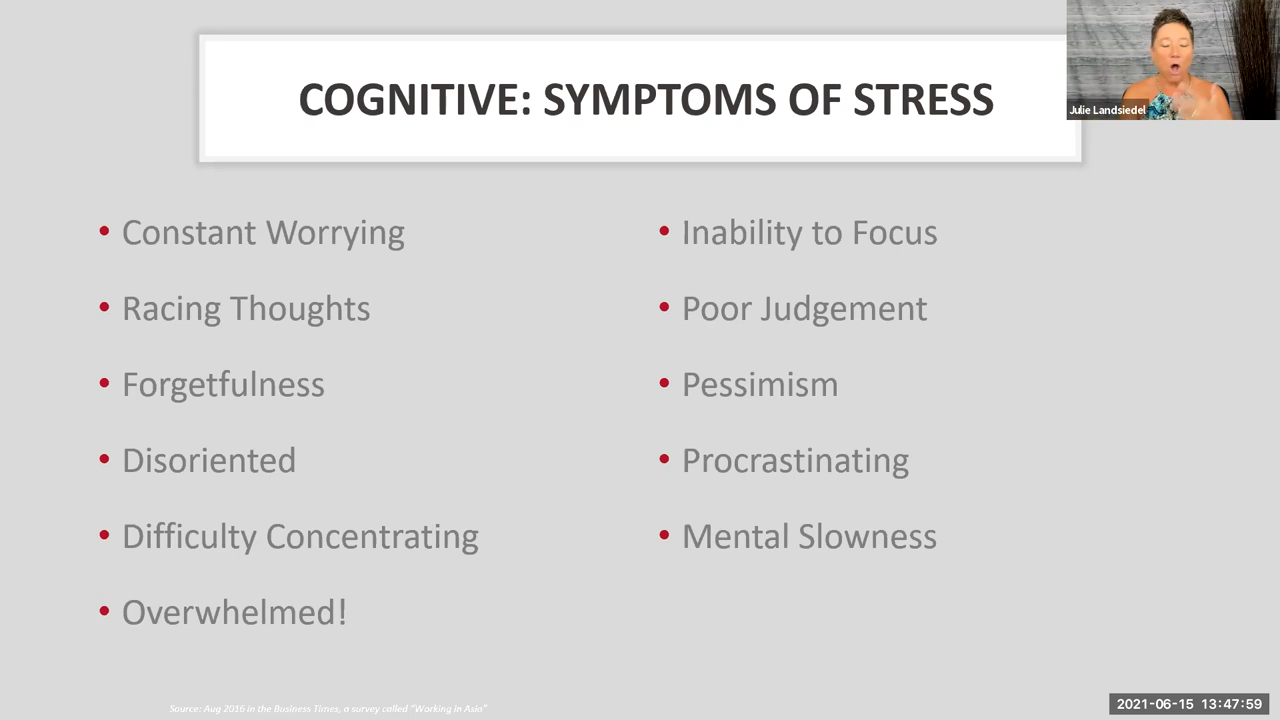 COGNITIVE: SYMPTOMS OF STRESS
Julie Landsiedel
• Constant Worrying
• Racing Thoughts
• Forgetfulness
• Disoriented
• Difficulty Concentrating
• Overwhelmed!
• Inability to Focus
• Poor Judgement
• Pessimism
• Procrastinating
• Mental Slowness
Source: Aug 2016 in the Business Times, a survey called "Working in Asia"
2021-06-15 13:47:59